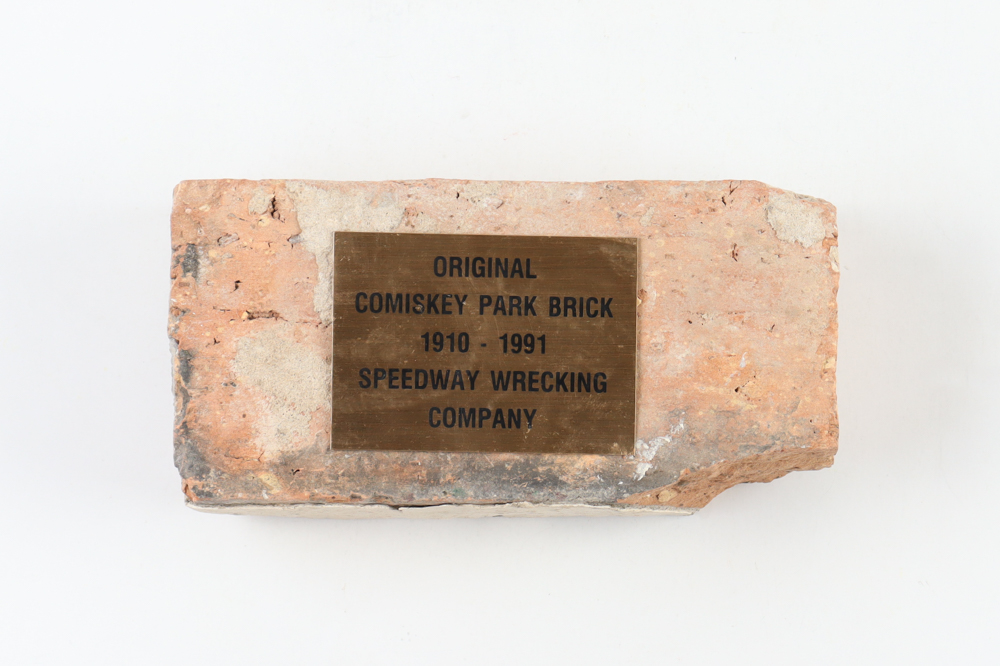 ORIGINAL
COMISKEY PARK BRICK
1910 - 1991
SPEEDWAY WRECKING
COMPANY